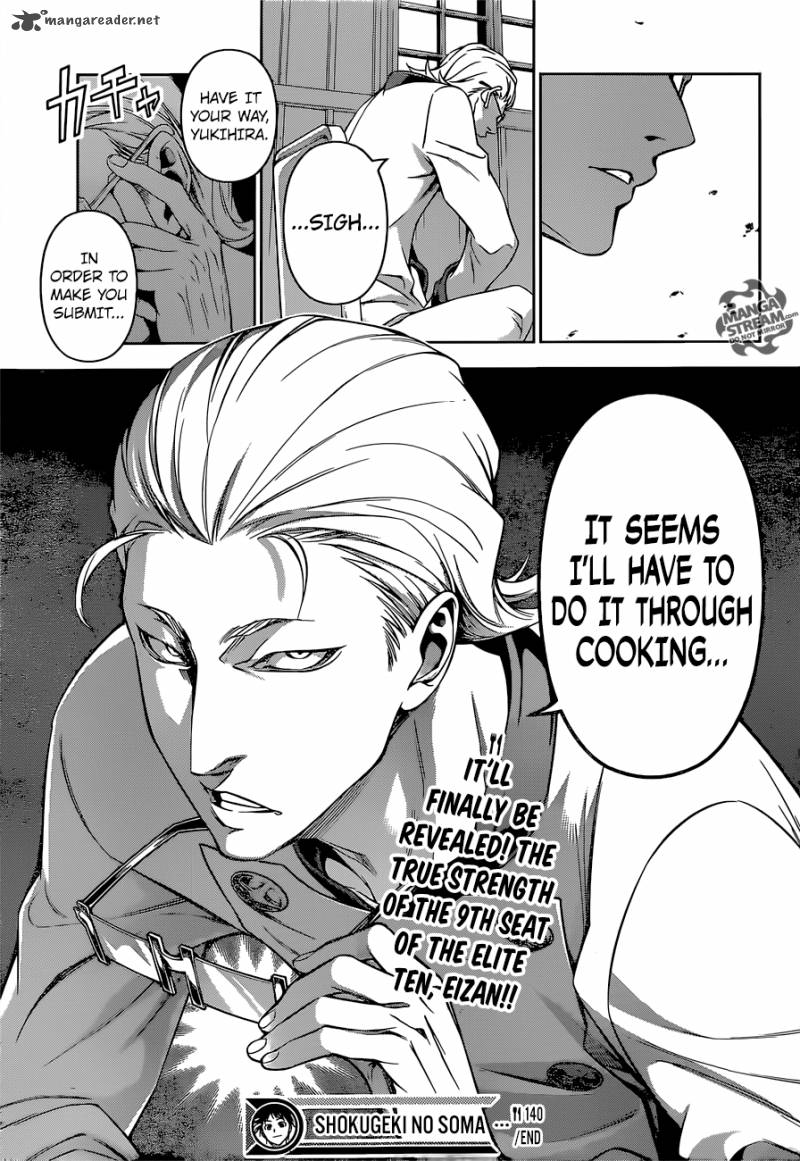 mangareader.net
...SIGH...
HAVE IT
YOUR WAY,
YUKIHIRA.
カチャ
IN
ORDER TO
MAKE YOU
SUBMIT...
MANGA
STREAM.com
DO NOT MIRROR
IT SEEMS
I'LL HAVE TO
DO IT THROUGH
COOKING...
IT'LL
FINALLY BE
REVEALED! THE
TRUE STRENGTH
OF THE 9TH SEAT
OF THE ELITE
TEN, EIZAN!!
SHOKUGEKI NO SOMA ... 140
/END